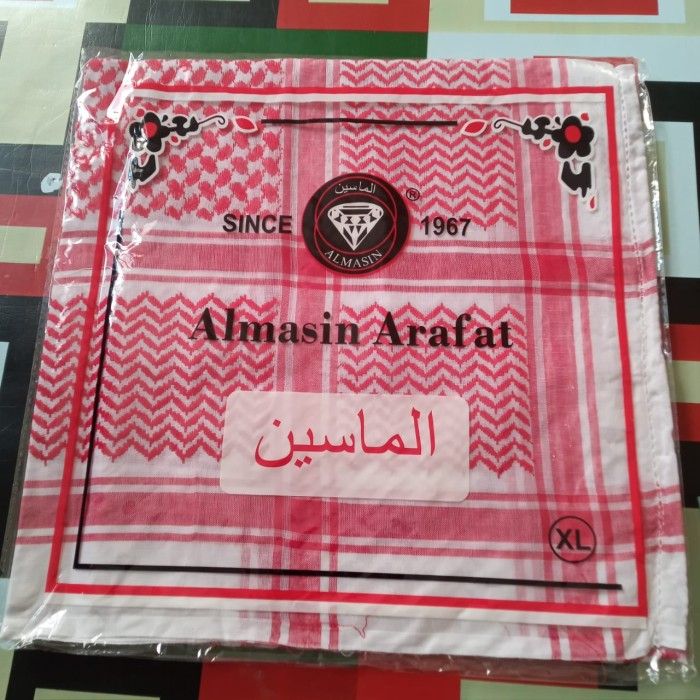 الماسين
®
SINCE 1967
ALMASIN
Almasin Arafat
الماسين
XL